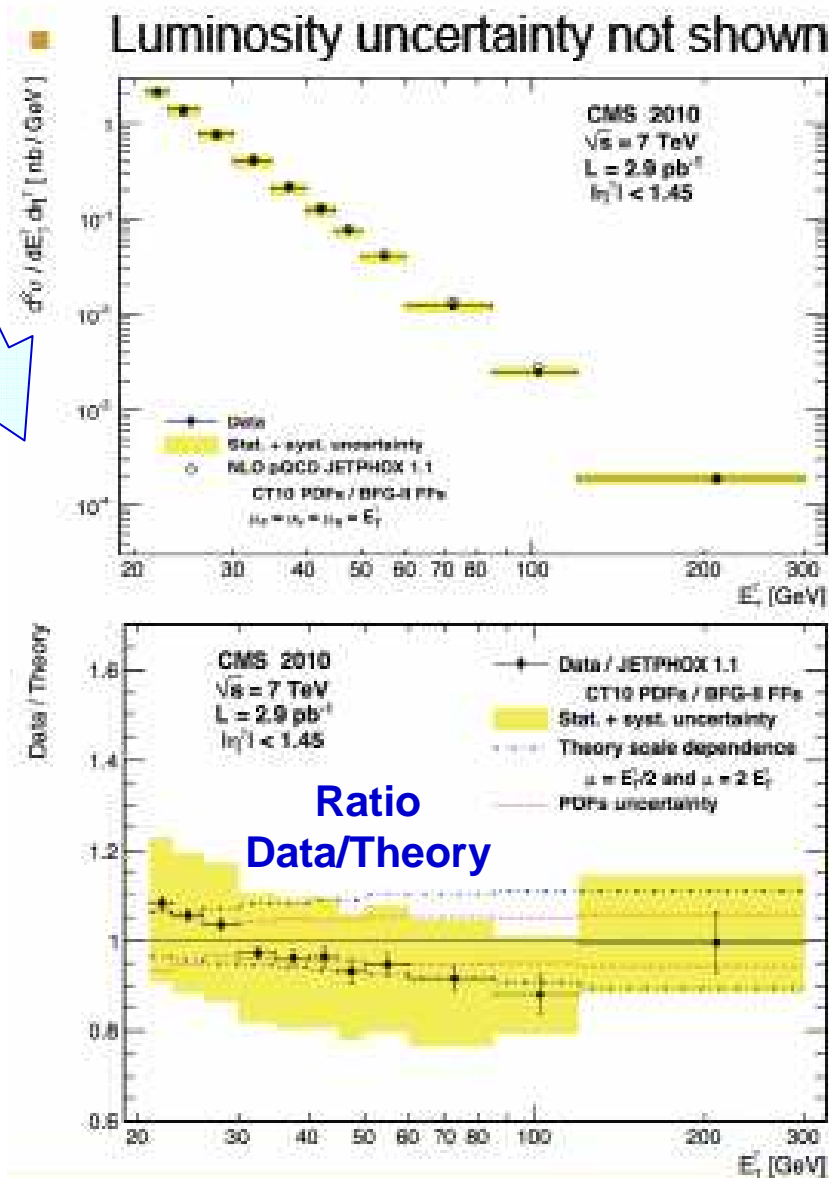 Luminosity uncertainty not shown
d²σ / dE_T^γ dη^γ [nb/GeV]
CMS 2010
√s = 7 TeV
L = 2.9 pb⁻¹
|η^γ| < 1.45
1
10⁻¹
10⁻²
10⁻³
10⁻⁴
Data
Stat. + syst. uncertainty
NLO pQCD JETPHOX 1.1
CT10 PDFs / BFG-II FFs
20 30 40 50 60 70 80 100 200 300
E_T^γ [GeV]
Data / Theory
1.6
1.4
1.2
1
0.8
0.6
CMS 2010
√s = 7 TeV
L = 2.9 pb⁻¹
|η^γ| < 1.45
Data / JETPHOX 1.1
CT10 PDFs / BFG-II FFs
Stat. + syst. uncertainty
Theory scale dependence
μ = E_T^γ/2 and μ = 2 E_T^γ
PDFs uncertainty
Ratio
Data/Theory
20 30 40 50 60 70 80 100 200 300
E_T^γ [GeV]